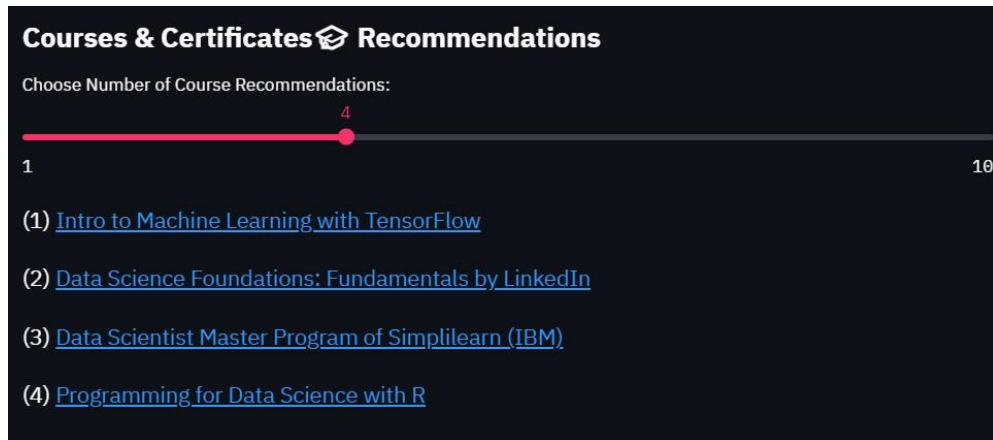 Courses & Certificates🎓 Recommendations
Choose Number of Course Recommendations:
4
1 10
(1) Intro to Machine Learning with TensorFlow
(2) Data Science Foundations: Fundamentals by LinkedIn
(3) Data Scientist Master Program of Simplilearn (IBM)
(4) Programming for Data Science with R